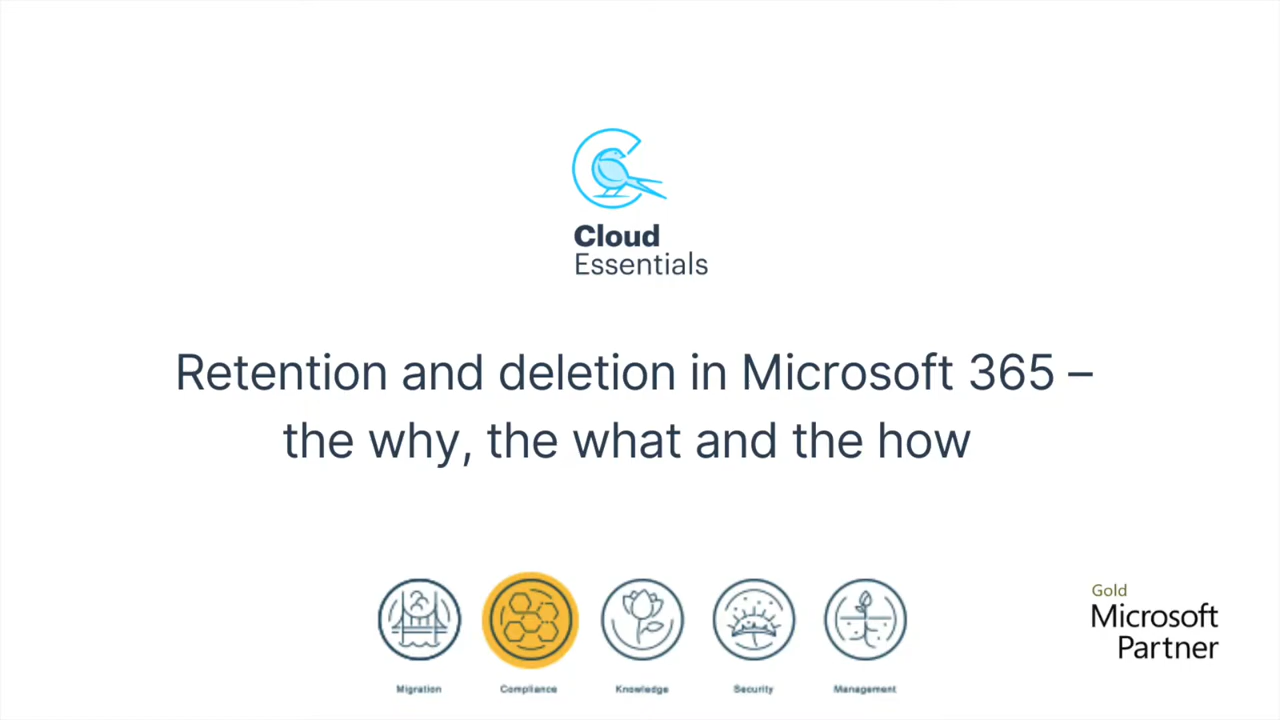 Cloud
Essentials
Retention and deletion in Microsoft 365 –
the why, the what and the how
Migration
Compliance
Knowledge
Security
Management
Gold
Microsoft
Partner